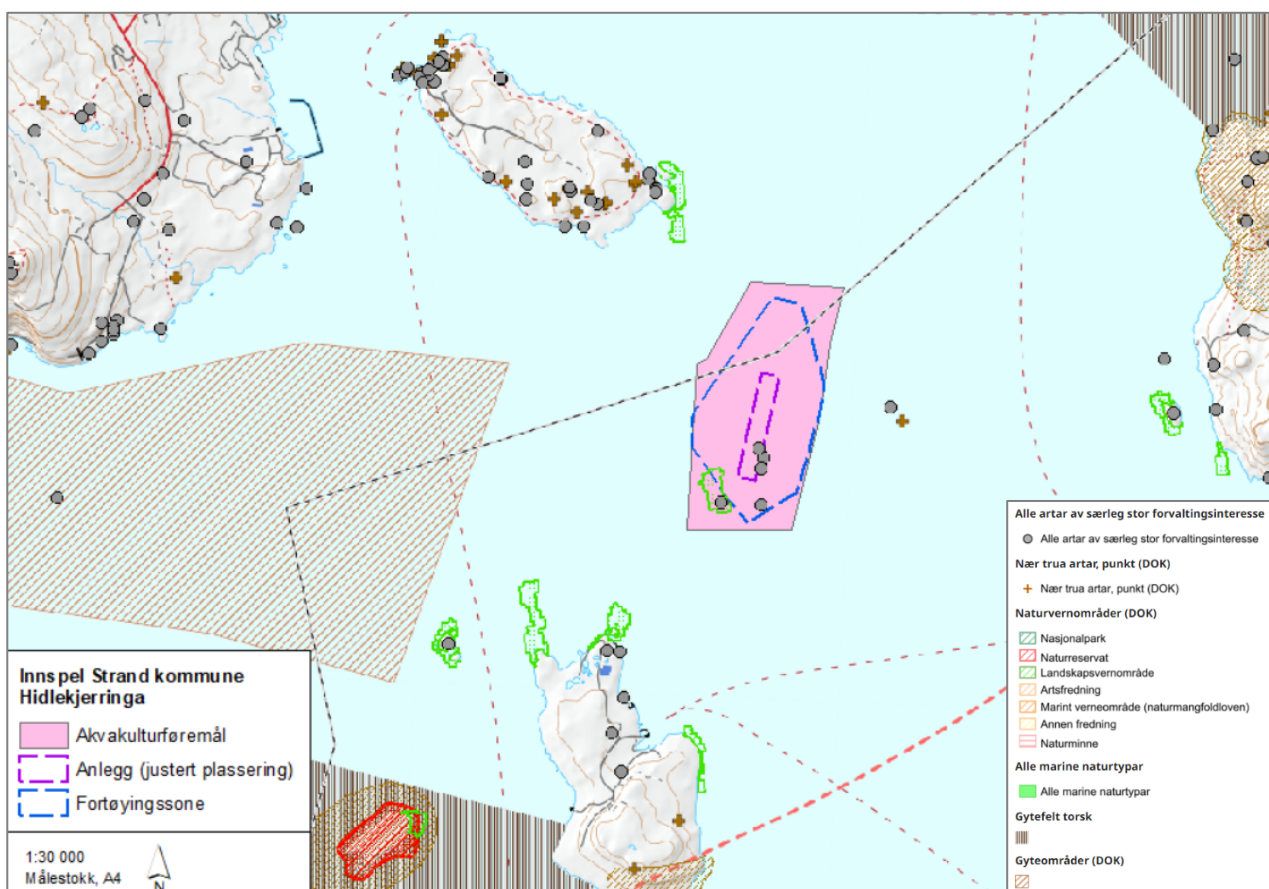 Innspel Strand kommune
Hidlekjerringa
Akvakulturføremål
Anlegg (justert plassering)
Fortøyingssone
1:30 000
Målestokk, A4
N
Alle artar av særleg stor forvaltingsinteresse
Alle artar av særleg stor forvaltingsinteresse
Nær trua artar, punkt (DOK)
Nær trua artar, punkt (DOK)
Naturvernområder (DOK)
Nasjonalpark
Naturreservat
Landskapsvernområde
Artsfredning
Marint verneområde (naturmangfoldloven)
Annen fredning
Naturminne
Alle marine naturtypar
Alle marine naturtypar
Gytefelt torsk
Gyteområder (DOK)